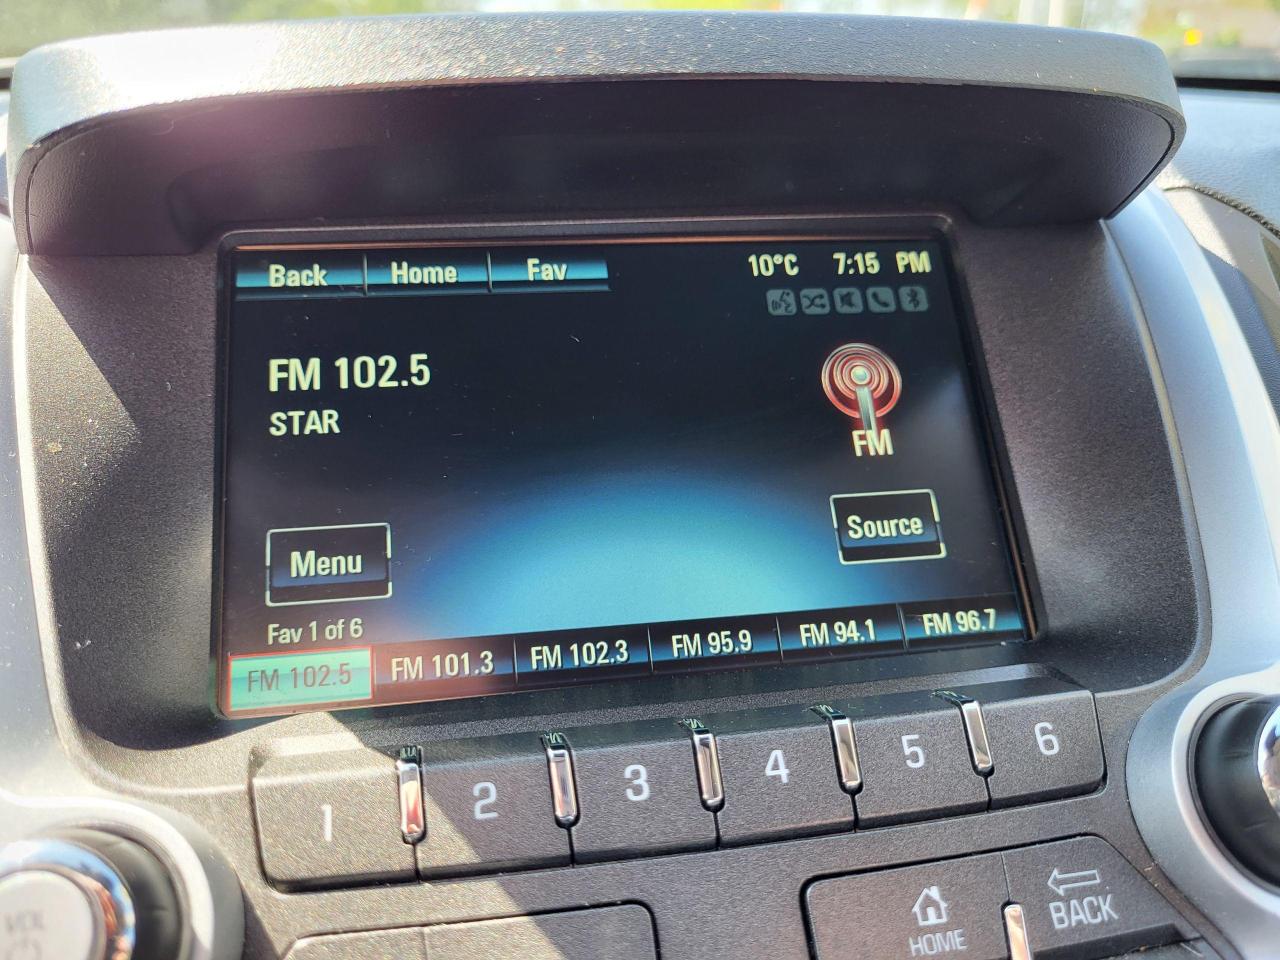 Back Home Fav 10°C 7:15 PM
FM 102.5
STAR
FM
Menu
Source
Fav 1 of 6
FM 102.5 FM 101.3 FM 102.3 FM 95.9 FM 94.1 FM 96.7
1 2 3 4 5 6
HOME
BACK
VOL